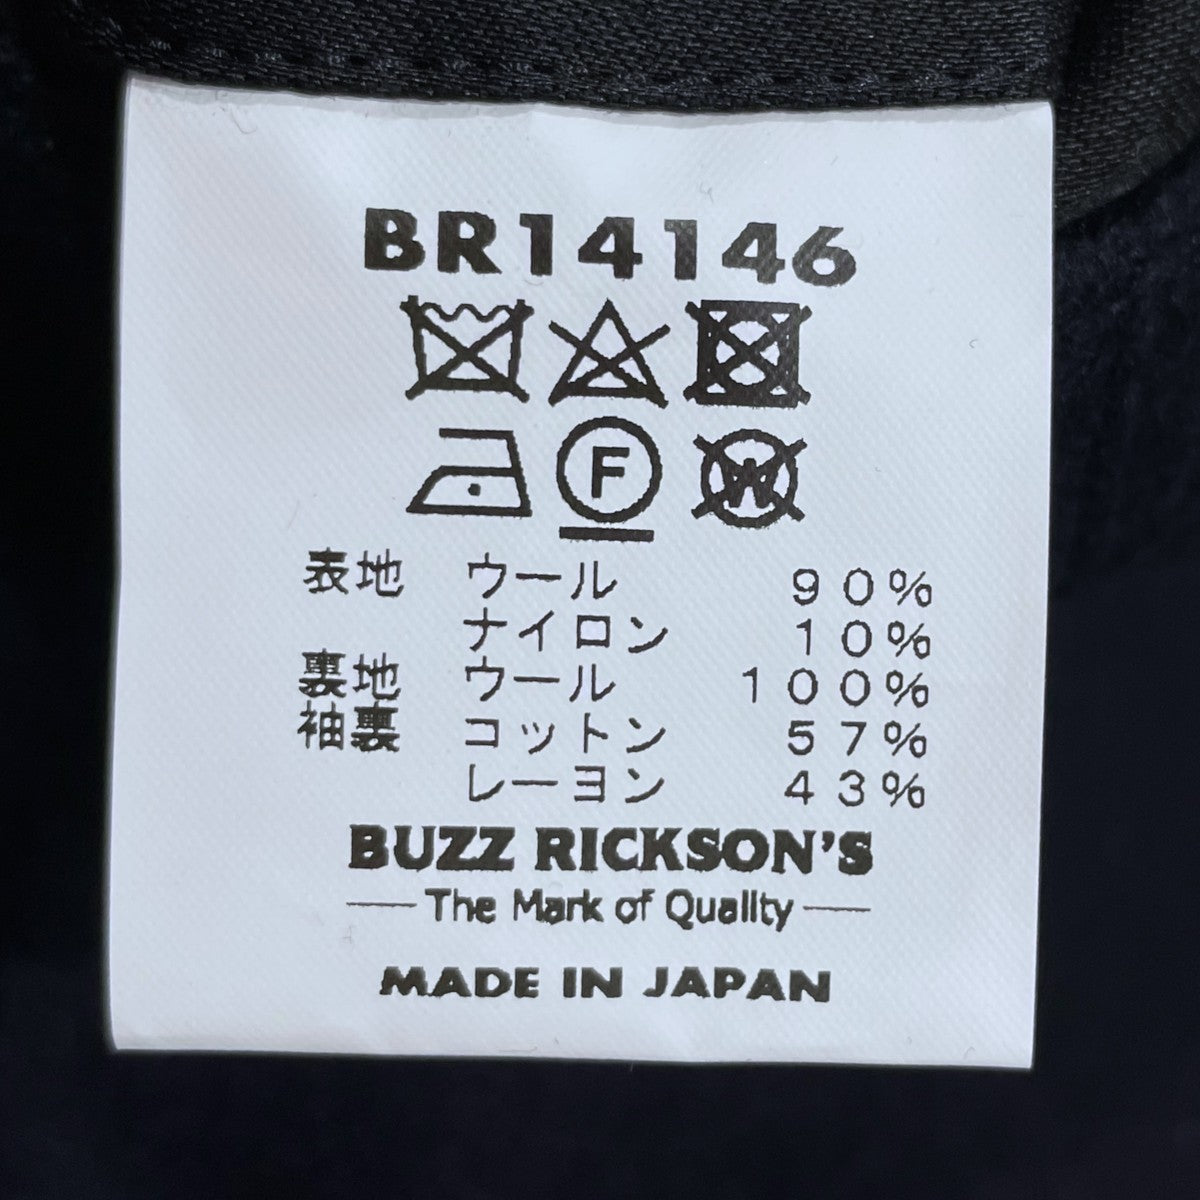 BR14146
F
W
表地 ウール 90%
ナイロン 10%
裏地 ウール 100%
袖裏 コットン 57%
レーヨン 43%
BUZZ RICKSON'S
The Mark of Quality
MADE IN JAPAN